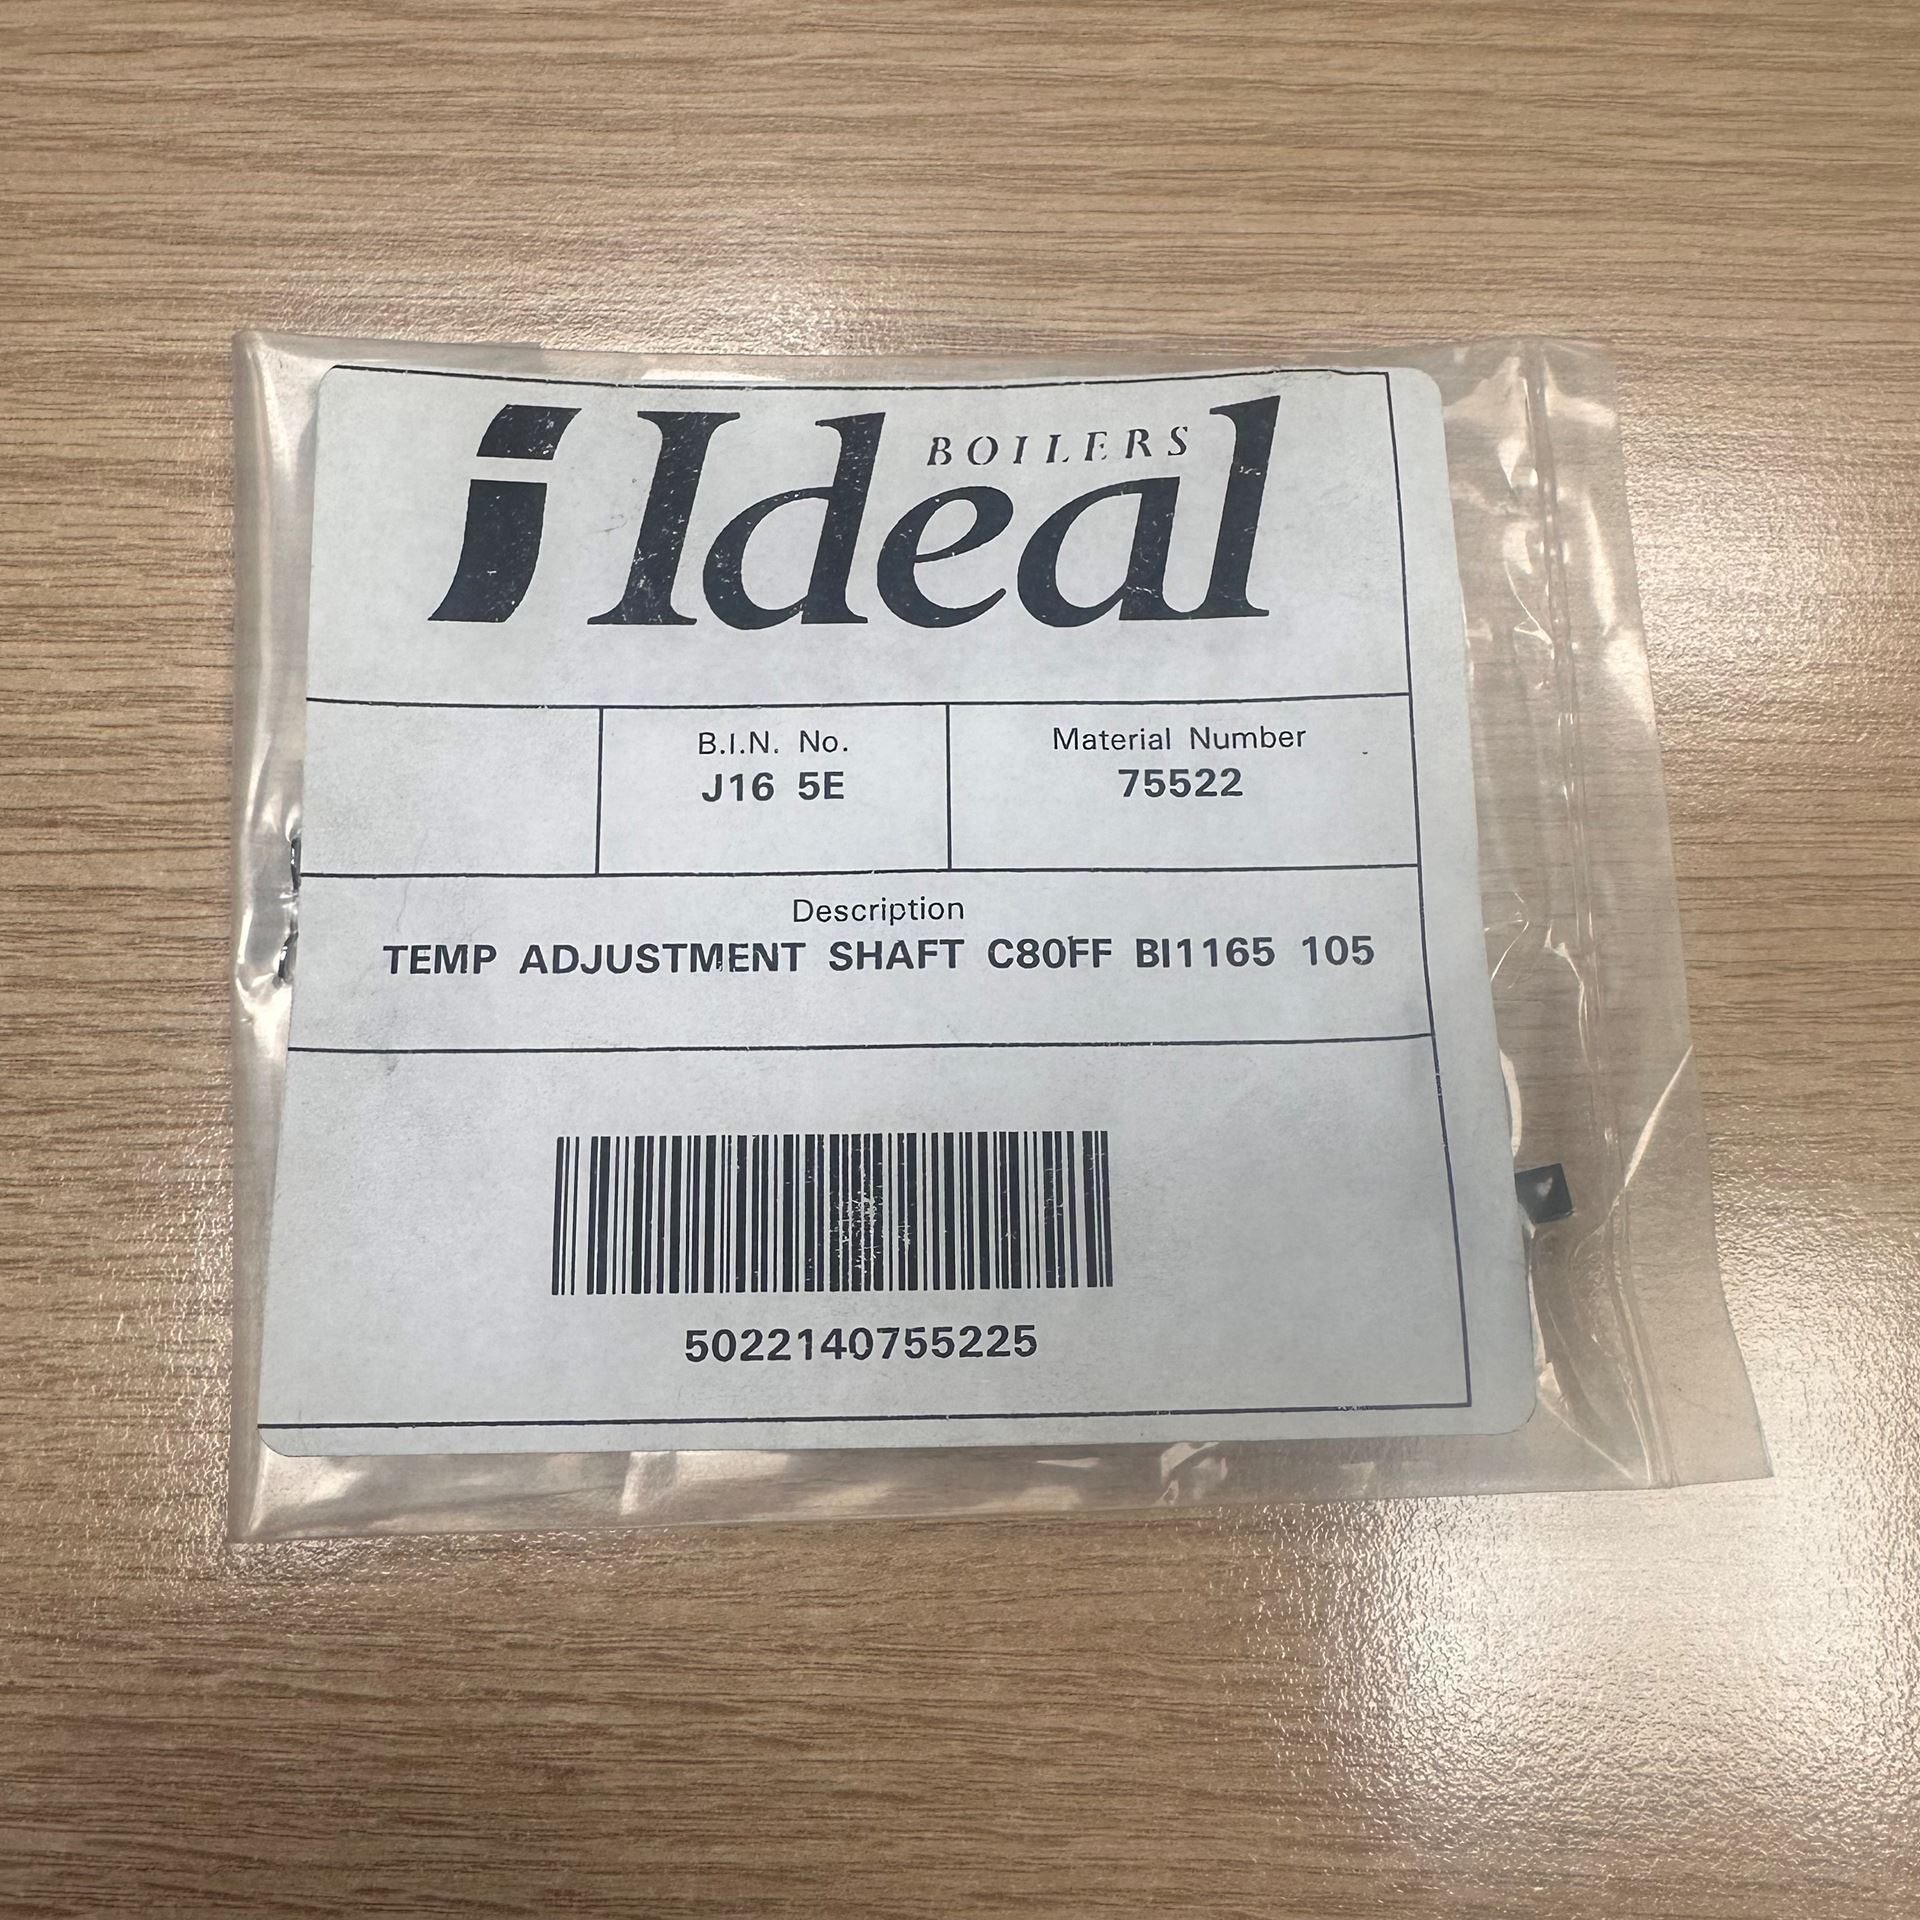 BOILERS
Ideal
B.I.N. No.
J16 5E
Material Number
75522
Description
TEMP ADJUSTMENT SHAFT C80FF BI1165 105
5022140755225